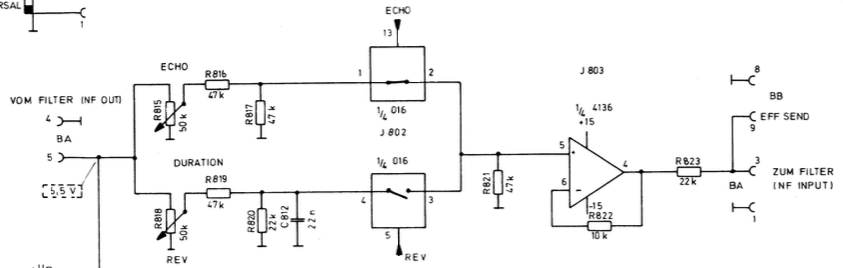 RSAL
1
ECHO
13
J 803
ECHO
R816
47k
1
2
8
VOM FILTER (NF OUT)
R815
50k
R817
47k
1/4 016
1/4 4136
+15
BB
4
J 802
EFF SEND
9
BA
5
DURATION
1/4 016
5
+
4
R823
22k
3
ZUM FILTER
(NF INPUT)
BA
5,5 V
R819
47k
4
3
R821
47k
6
-
-15
R822
10k
1
R818
50k
R820
22k
C812
22n
5
REV
REV